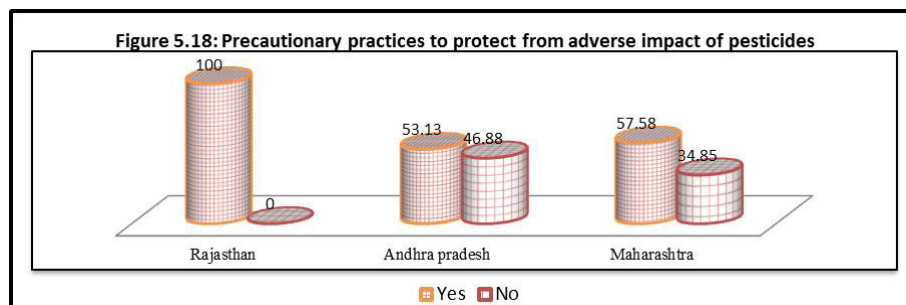 Figure 5.18: Precautionary practices to protect from adverse impact of pesticides
100
0
53.13
46.88
57.58
34.85
Rajasthan
Andhra pradesh
Maharashtra
Yes
No